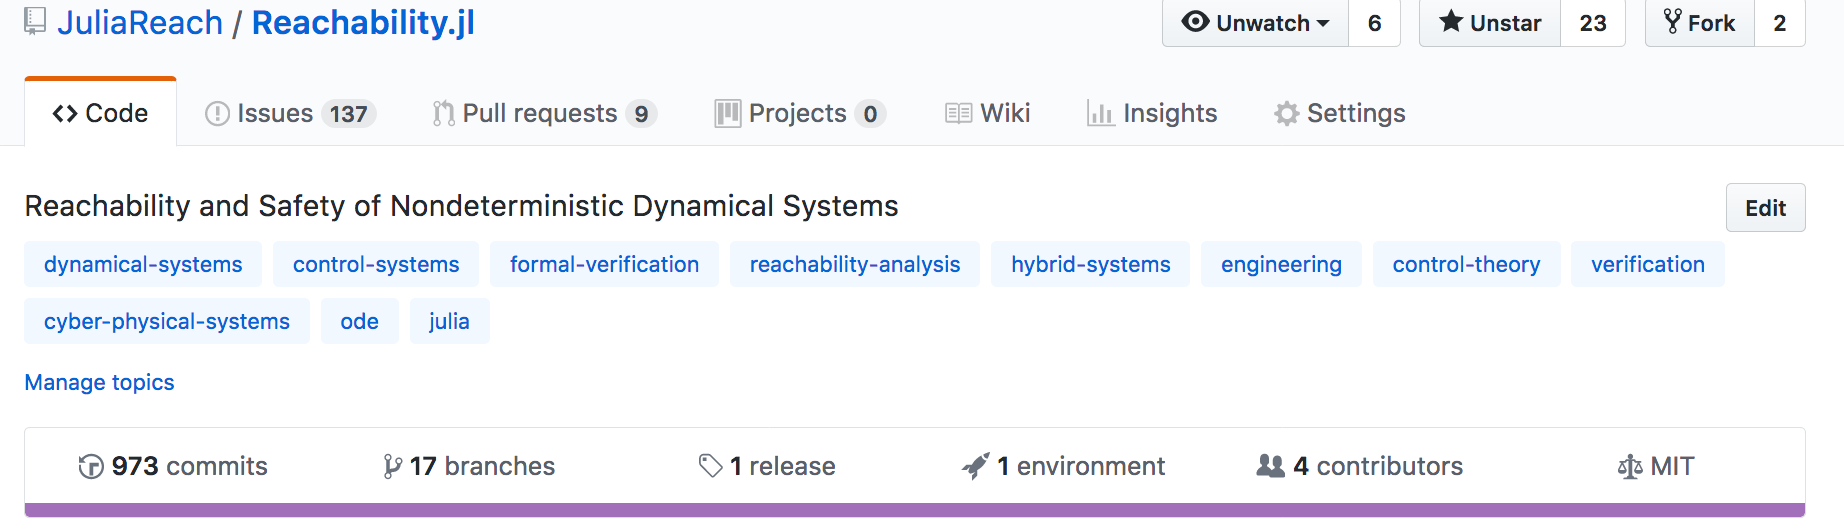 JuliaReach / Reachability.jl Unwatch 6 Unstar 23 Fork 2
Code Issues 137 Pull requests 9 Projects 0 Wiki Insights Settings
Reachability and Safety of Nondeterministic Dynamical Systems Edit
dynamical-systems control-systems formal-verification reachability-analysis hybrid-systems engineering control-theory verification
cyber-physical-systems ode julia
Manage topics
973 commits 17 branches 1 release 1 environment 4 contributors MIT